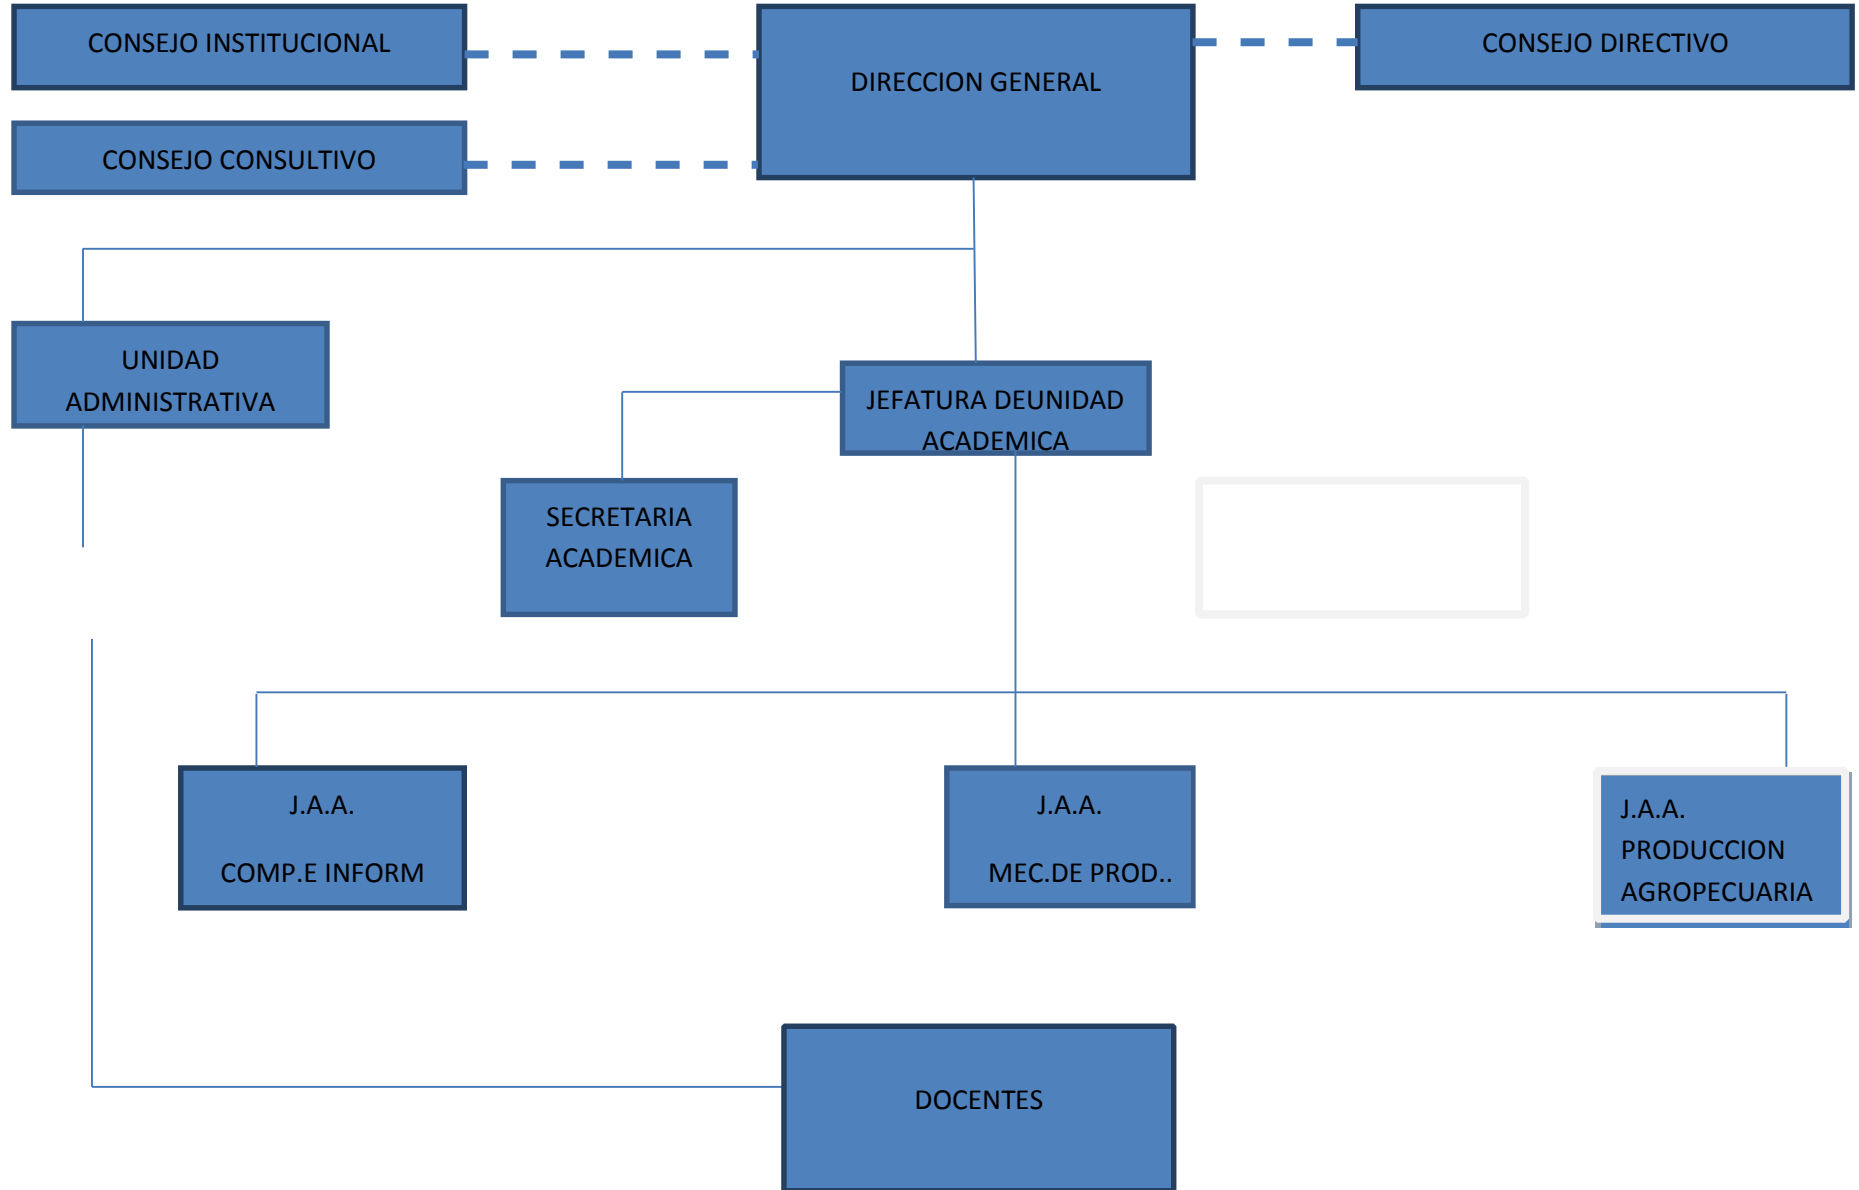 CONSEJO INSTITUCIONAL
DIRECCION GENERAL
CONSEJO DIRECTIVO
CONSEJO CONSULTIVO
UNIDAD
ADMINISTRATIVA
JEFATURA DEUNIDAD
ACADEMICA
SECRETARIA
ACADEMICA
J.A.A.
COMP.E INFORM
J.A.A.
MEC.DE PROD..
J.A.A.
PRODUCCION
AGROPECUARIA
DOCENTES